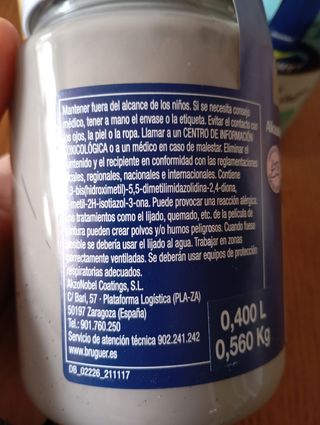 Mantener fuera del alcance de los niños. Si se necesita consejo
médico, tener a mano el envase o la etiqueta. Evitar el contacto con
los ojos, la piel o la ropa. Llamar a un CENTRO DE INFORMACIÓN
TOXICOLÓGICA o a un médico en caso de malestar. Eliminar el
contenido y el recipiente en conformidad con las reglamentaciones
locales, regionales, nacionales e internacionales. Contiene
1,3-bis(hidroximetil)-5,5-dimetilimidazolidina-2,4-diona,
2-metil-2H-isotiazol-3-ona. Puede provocar una reacción alérgica.
Los tratamientos como el lijado, quemado, etc. de la película de
pintura pueden crear polvos y/o humos peligrosos. Cuando fuese
posible se debería usar el lijado al agua. Trabajar en zonas
correctamente ventiladas. Se deberán usar equipos de protección
respiratorias adecuados.
AkzoNobel Coatings, S.L.
C/ Bari, 57 · Plataforma Logística (PLA-ZA)
50197 Zaragoza (España)
Tel.: 901.760.250
Servicio de atención técnica 902.241.242
www.bruguer.es
DB_02226_211117
0,400 L
0,560 Kg